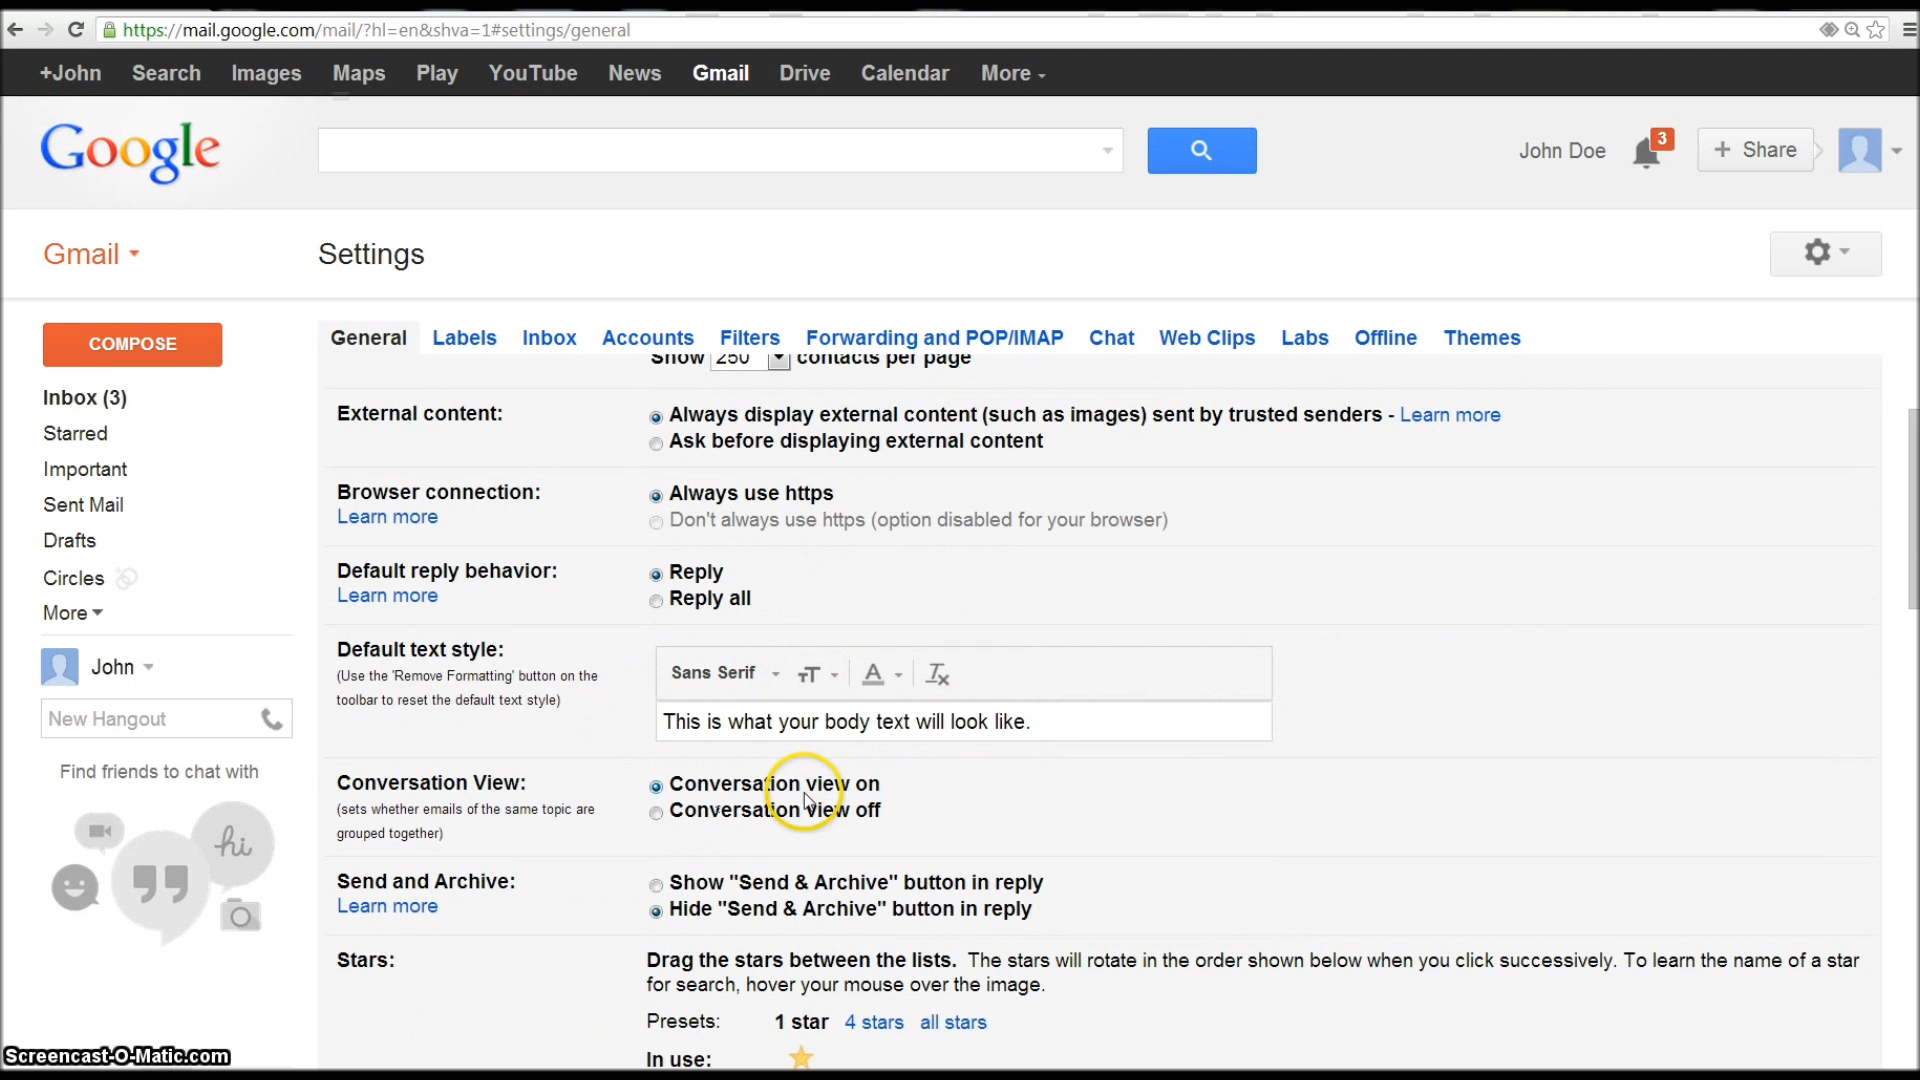 https://mail.google.com/mail/?hl=en&shva=1#settings/general
+John Search Images Maps Play YouTube News Gmail Drive Calendar More
Google
John Doe 3 + Share
Gmail Settings
COMPOSE
General Labels Inbox Accounts Filters Forwarding and POP/IMAP Chat Web Clips Labs Offline Themes
Show 250 contacts per page
Inbox (3)
Starred
Important
Sent Mail
Drafts
Circles
More
John
New Hangout
Find friends to chat with
hi
External content:
Always display external content (such as images) sent by trusted senders - Learn more
Ask before displaying external content
Browser connection:
Learn more
Always use https
Don't always use https (option disabled for your browser)
Default reply behavior:
Learn more
Reply
Reply all
Default text style:
(Use the 'Remove Formatting' button on the
toolbar to reset the default text style)
Sans Serif
This is what your body text will look like.
Conversation View:
(sets whether emails of the same topic are
grouped together)
Conversation view on
Conversation view off
Send and Archive:
Learn more
Show "Send & Archive" button in reply
Hide "Send & Archive" button in reply
Stars:
Drag the stars between the lists. The stars will rotate in the order shown below when you click successively. To learn the name of a star
for search, hover your mouse over the image.
Presets: 1 star 4 stars all stars
In use:
Screencast-O-Matic.com